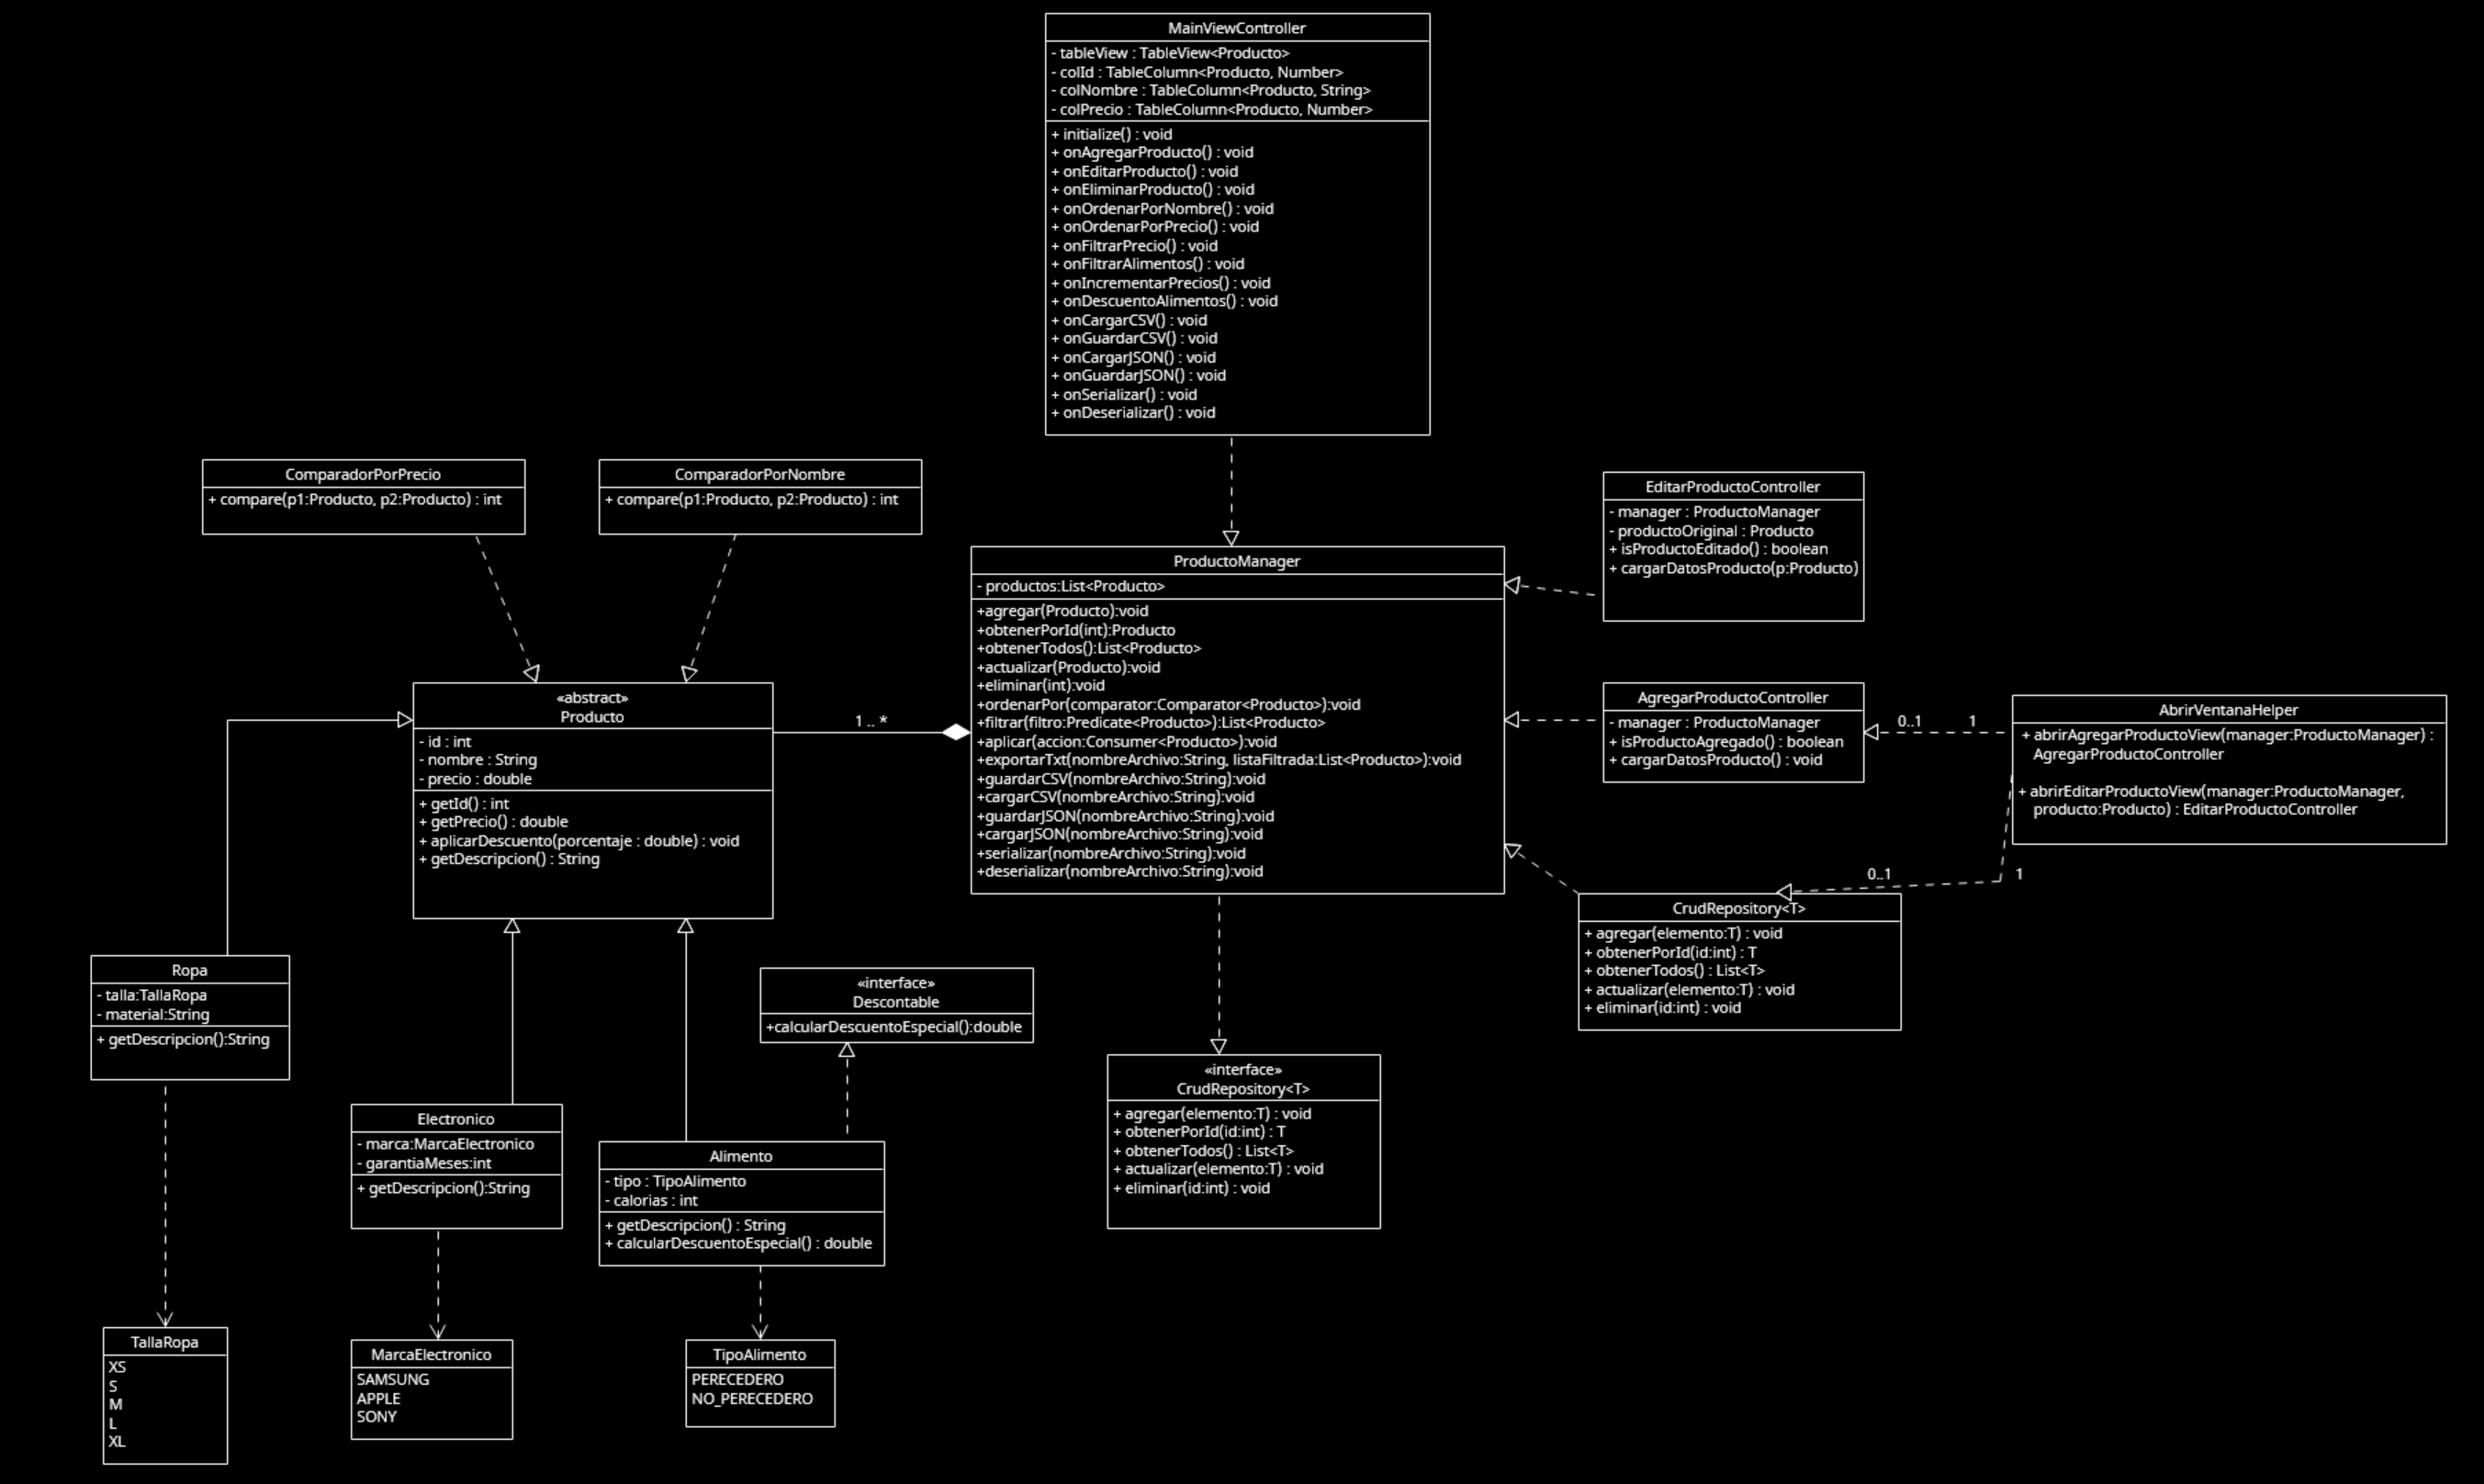 MainViewController
- tableView : TableView<Producto>
- colId : TableColumn<Producto, Number>
- colNombre : TableColumn<Producto, String>
- colPrecio : TableColumn<Producto, Number>
+ initialize() : void
+ onAgregarProducto() : void
+ onEditarProducto() : void
+ onEliminarProducto() : void
+ onOrdenarPorNombre() : void
+ onOrdenarPorPrecio() : void
+ onFiltrarPrecio() : void
+ onFiltrarAlimentos() : void
+ onIncrementarPrecios() : void
+ onDescuentoAlimentos() : void
+ onCargarCSV() : void
+ onGuardarCSV() : void
+ onCargarJSON() : void
+ onGuardarJSON() : void
+ onSerializar() : void
+ onDeserializar() : void
ComparadorPorPrecio
+ compare(p1:Producto, p2:Producto) : int
ComparadorPorNombre
+ compare(p1:Producto, p2:Producto) : int
EditarProductoController
- manager : ProductoManager
- productoOriginal : Producto
+ isProductoEditado() : boolean
+ cargarDatosProducto(p:Producto)
ProductoManager
- productos:List<Producto>
+agregar(Producto):void
+obtenerPorId(int):Producto
+obtenerTodos():List<Producto>
+actualizar(Producto):void
+eliminar(int):void
+ordenarPor(comparator:Comparator<Producto>):void
+filtrar(filtro:Predicate<Producto>):List<Producto>
+aplicar(accion:Consumer<Producto>):void
+exportarTxt(nombreArchivo:String, listaFiltrada:List<Producto>):void
+guardarCSV(nombreArchivo:String):void
+cargarCSV(nombreArchivo:String):void
+guardarJSON(nombreArchivo:String):void
+cargarJSON(nombreArchivo:String):void
+serializar(nombreArchivo:String):void
+deserializar(nombreArchivo:String):void
«abstract»
Producto
- id : int
- nombre : String
- precio : double
+ getId() : int
+ getPrecio() : double
+ aplicarDescuento(porcentaje : double) : void
+ getDescripcion() : String
1 .. *
AgregarProductoController
- manager : ProductoManager
+ isProductoAgregado() : boolean
+ cargarDatosProducto() : void
0..1
1
AbrirVentanaHelper
+ abrirAgregarProductoView(manager:ProductoManager) :
AgregarProductoController
+ abrirEditarProductoView(manager:ProductoManager,
producto:Producto) : EditarProductoController
0..1
1
CrudRepository<T>
+ agregar(elemento:T) : void
+ obtenerPorId(id:int) : T
+ obtenerTodos() : List<T>
+ actualizar(elemento:T) : void
+ eliminar(id:int) : void
Ropa
- talla:TallaRopa
- material:String
+ getDescripcion():String
«interface»
Descontable
+calcularDescuentoEspecial():double
«interface»
CrudRepository<T>
+ agregar(elemento:T) : void
+ obtenerPorId(id:int) : T
+ obtenerTodos() : List<T>
+ actualizar(elemento:T) : void
+ eliminar(id:int) : void
Electronico
- marca:MarcaElectronico
- garantiaMeses:int
+ getDescripcion():String
Alimento
- tipo : TipoAlimento
- calorias : int
+ getDescripcion() : String
+ calcularDescuentoEspecial() : double
TallaRopa
XS
S
M
L
XL
MarcaElectronico
SAMSUNG
APPLE
SONY
TipoAlimento
PERECEDERO
NO_PERECEDERO